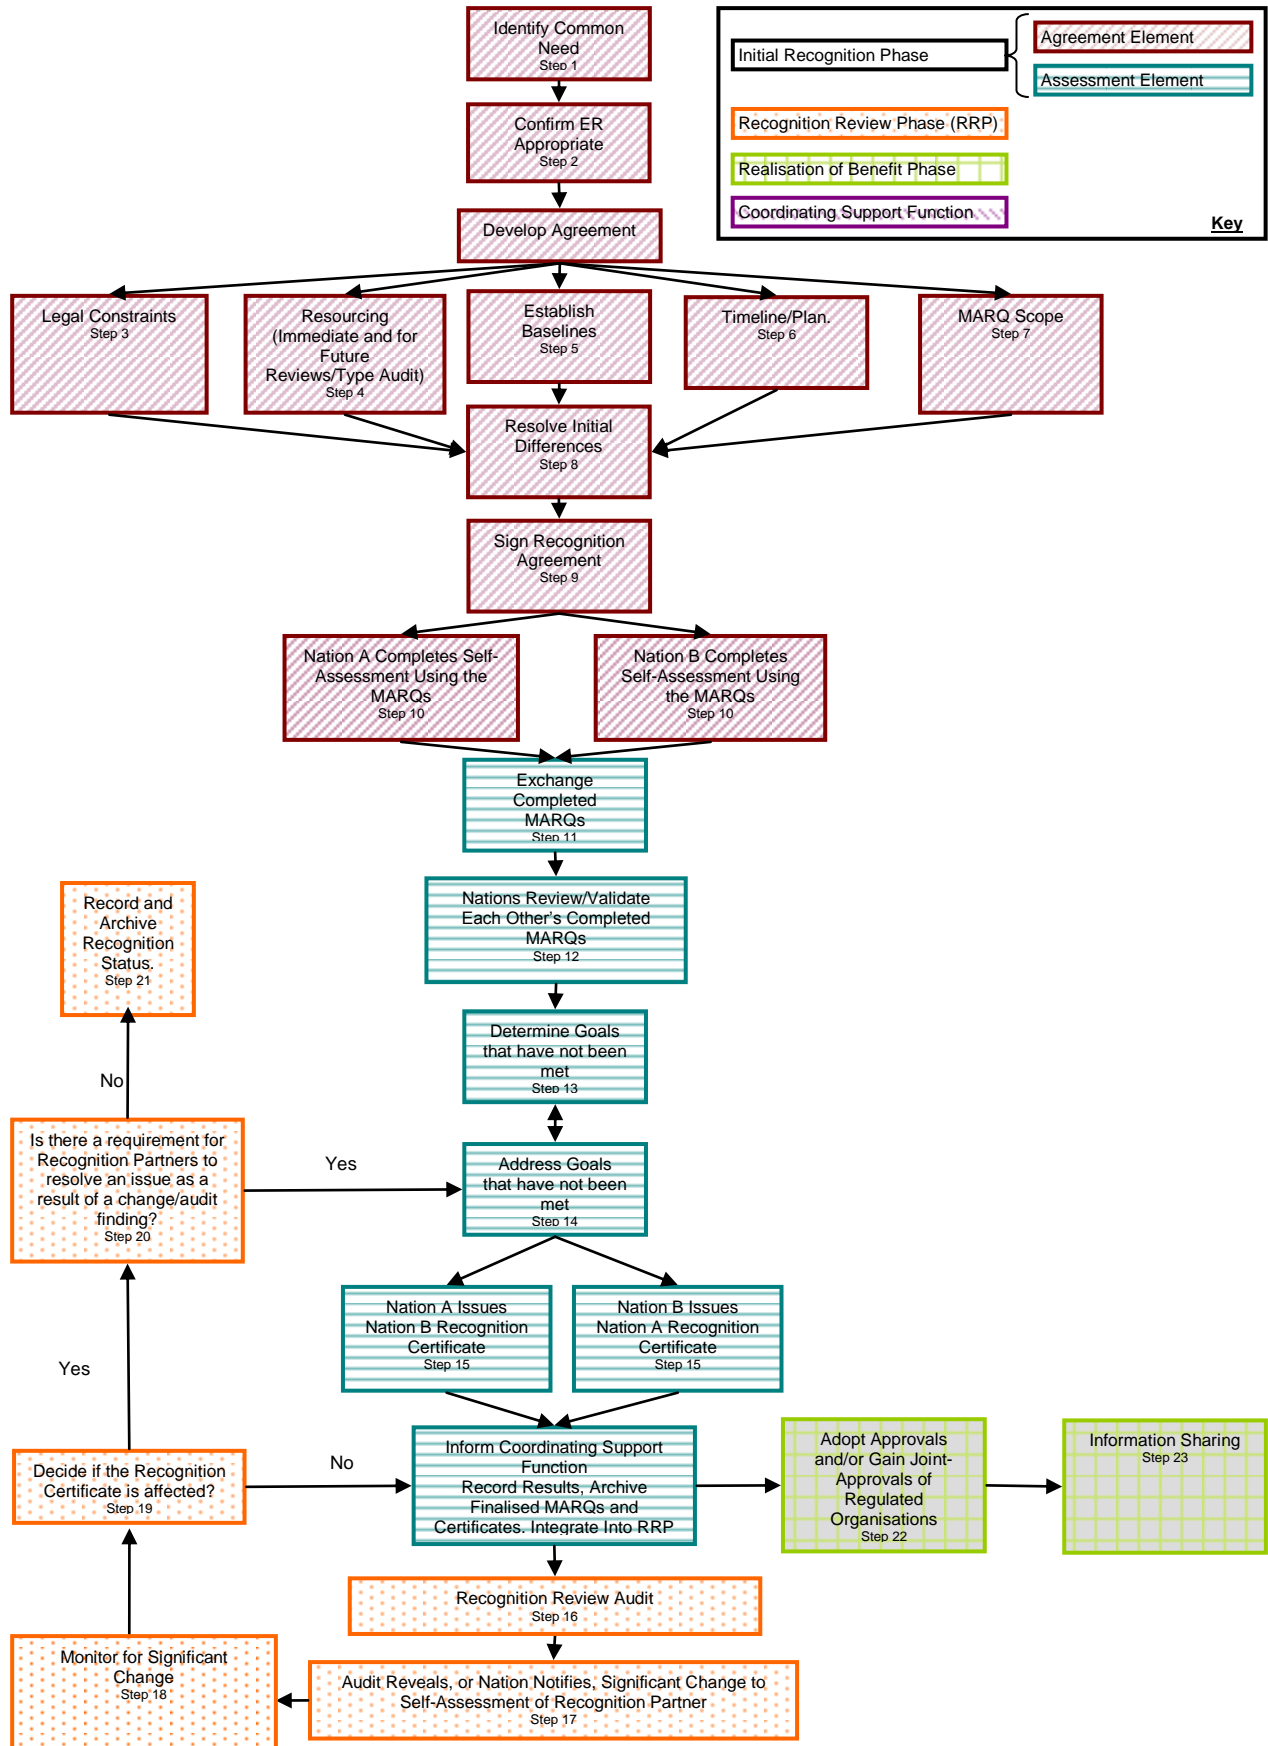 Identify Common
Need
Step 1
Initial Recognition Phase
Agreement Element
Assessment Element
Recognition Review Phase (RRP)
Realisation of Benefit Phase
Coordinating Support Function
Key
Confirm ER
Appropriate
Step 2
Develop Agreement
Legal Constraints
Step 3
Resourcing
(Immediate and for
Future
Reviews/Type Audit)
Step 4
Establish
Baselines
Step 5
Timeline/Plan.
Step 6
MARQ Scope
Step 7
Resolve Initial
Differences
Step 8
Sign Recognition
Agreement
Step 9
Nation A Completes Self-
Assessment Using the
MARQs
Step 10
Nation B Completes
Self-Assessment Using
the MARQs
Step 10
Exchange
Completed
MARQs
Step 11
Nations Review/Validate
Each Other's Completed
MARQs
Step 12
Record and
Archive
Recognition
Status.
Step 21
Determine Goals
that have not been
met
Step 13
No
Is there a requirement for
Recognition Partners to
resolve an issue as a
result of a change/audit
finding?
Step 20
Yes
Address Goals
that have not been
met
Step 14
Nation A Issues
Nation B Recognition
Certificate
Step 15
Nation B Issues
Nation A Recognition
Certificate
Step 15
Yes
Decide if the Recognition
Certificate is affected?
Step 19
No
Inform Coordinating Support
Function
Record Results, Archive
Finalised MARQs and
Certificates. Integrate Into RRP
Adopt Approvals
and/or Gain Joint-
Approvals of
Regulated
Organisations
Step 22
Information Sharing
Step 23
Recognition Review Audit
Step 16
Monitor for Significant
Change
Step 18
Audit Reveals, or Nation Notifies, Significant Change to
Self-Assessment of Recognition Partner
Step 17